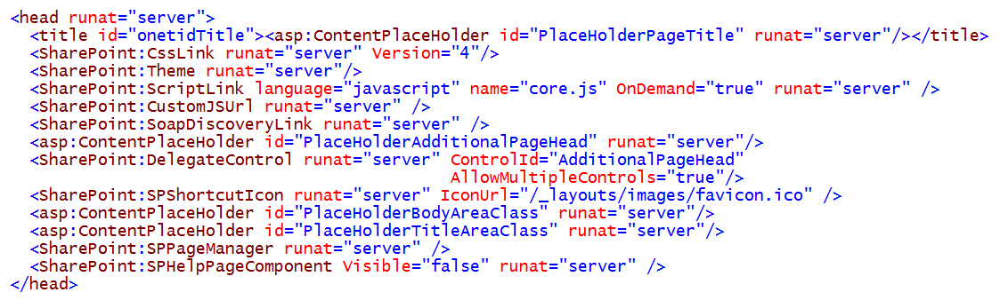 <head runat="server">
<title id="onetidTitle"><asp:ContentPlaceHolder id="PlaceHolderPageTitle" runat="server"/></title>
<SharePoint:CssLink runat="server" Version="4"/>
<SharePoint:Theme runat="server"/>
<SharePoint:ScriptLink language="javascript" name="core.js" OnDemand="true" runat="server" />
<SharePoint:CustomJSUrl runat="server" />
<SharePoint:SoapDiscoveryLink runat="server" />
<asp:ContentPlaceHolder id="PlaceHolderAdditionalPageHead" runat="server"/>
<SharePoint:DelegateControl runat="server" ControlId="AdditionalPageHead"
AllowMultipleControls="true"/>
<SharePoint:SPShortcutIcon runat="server" IconUrl="/_layouts/images/favicon.ico" />
<asp:ContentPlaceHolder id="PlaceHolderBodyAreaClass" runat="server"/>
<asp:ContentPlaceHolder id="PlaceHolderTitleAreaClass" runat="server"/>
<SharePoint:SPPageManager runat="server" />
<SharePoint:SPHelpPageComponent Visible="false" runat="server" />
</head>